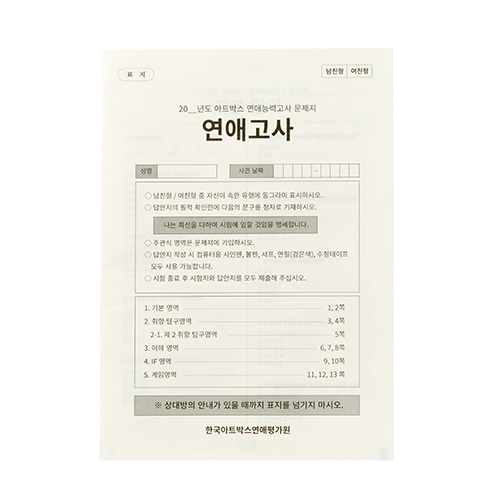 표 지
남친형 여친형
20__년도 아트박스 연애능력고사 문제지
연애고사
성명 사귄 날짜
○ 남친형 / 여친형 중 자신이 속한 유형에 동그라미 표시하시오.
○ 답안지의 필적 확인란에 다음의 문구를 정자로 기재하시오.
나는 최선을 다하여 시험에 임할 것임을 맹세합니다.
○ 주관식 영역은 문제지에 기입하시오.
○ 답안지 작성 시 컴퓨터용 사인펜, 볼펜, 샤프, 연필(검은색), 수정테이프
모두 사용 가능합니다.
○ 시험 종료 후 시험지와 답안지를 모두 제출해 주십시오.
1. 기본 영역 1, 2쪽
2. 취향 탐구영역 3, 4쪽
2-1. 제 2 취향 탐구영역 5쪽
3. 이해 영역 6, 7, 8쪽
4. IF 영역 9, 10쪽
5. 게임영역 11, 12, 13 쪽
※ 상대방의 안내가 있을 때까지 표지를 넘기지 마시오.
한국아트박스연애평가원